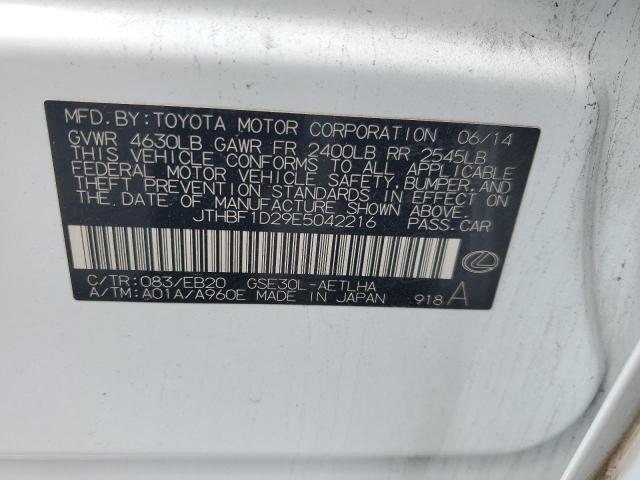 MFD. BY: TOYOTA MOTOR CORPORATION 06/14
GVWR 4630LB GAWR FR 2400LB RR 2545LB
THIS VEHICLE CONFORMS TO ALL APPLICABLE
FEDERAL MOTOR VEHICLE SAFETY, BUMPER, AND
THEFT PREVENTION STANDARDS IN EFFECT ON
THE DATE OF MANUFACTURE SHOWN ABOVE.
JTHBF1D29E5042216 PASS.CAR
C/TR: 083/EB20 GSE30L-AETLHA
A/TM: A01A/A960E MADE IN JAPAN 918 A